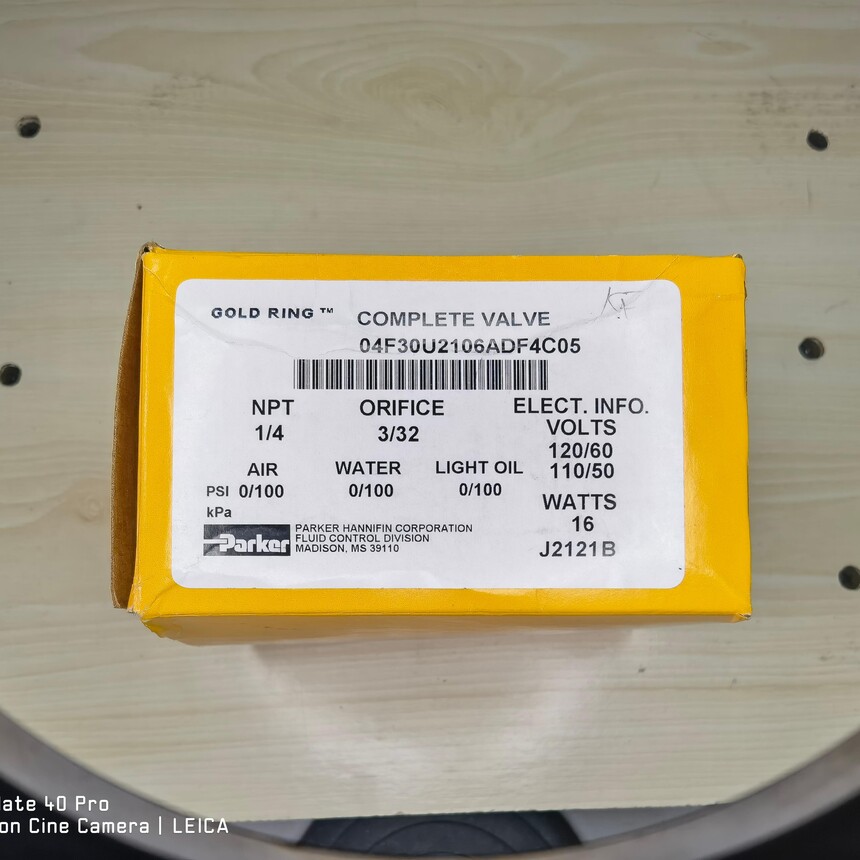 GOLD RING™ COMPLETE VALVE
04F30U2106ADF4C05
NPT ORIFICE ELECT. INFO.
1/4 3/32 VOLTS
120/60
110/50
AIR WATER LIGHT OIL
PSI 0/100 0/100 0/100
kPa
WATTS
16
J2121B
Parker
PARKER HANNIFIN CORPORATION
FLUID CONTROL DIVISION
MADISON, MS 39110
ate 40 Pro
on Cine Camera | LEICA